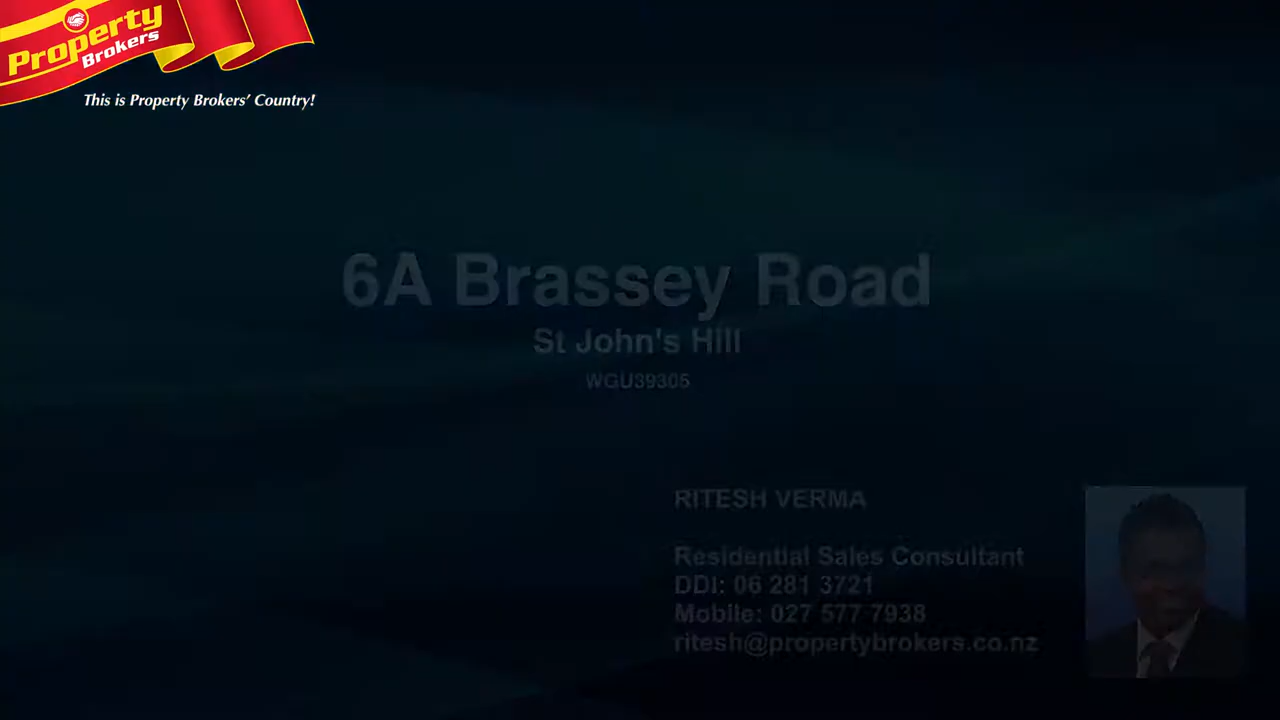 Property
Brokers
This is Property Brokers' Country!
6A Brassey Road
St John's Hill
WGU39305
RITESH VERMA
Residential Sales Consultant
DDI: 06 281 3721
Mobile: 027 577 7938
ritesh@propertybrokers.co.nz